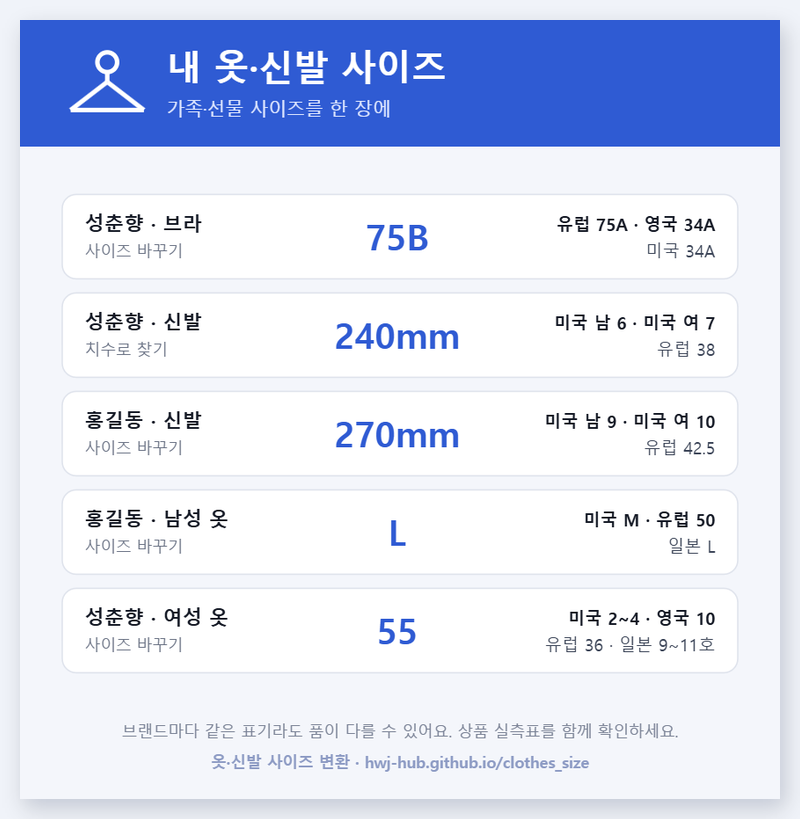 내 옷·신발 사이즈
가족·선물 사이즈를 한 장에
성춘향 · 브라
사이즈 바꾸기
75B
유럽 75A · 영국 34A
미국 34A
성춘향 · 신발
치수로 찾기
240mm
미국 남 6 · 미국 여 7
유럽 38
홍길동 · 신발
사이즈 바꾸기
270mm
미국 남 9 · 미국 여 10
유럽 42.5
홍길동 · 남성 옷
사이즈 바꾸기
L
미국 M · 유럽 50
일본 L
성춘향 · 여성 옷
사이즈 바꾸기
55
미국 2~4 · 영국 10
유럽 36 · 일본 9~11호
브랜드마다 같은 표기라도 품이 다를 수 있어요. 상품 실측표를 함께 확인하세요.
옷·신발 사이즈 변환 · hwj-hub.github.io/clothes_size